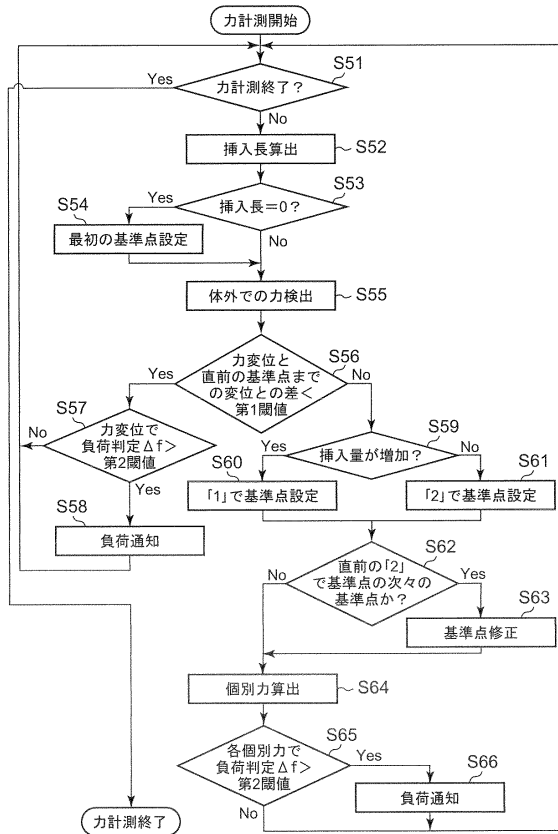 力計測開始
S51
Yes
力計測終了？
No
挿入長算出
S52
S53
Yes
挿入長＝0？
S54
No
最初の基準点設定
体外での力検出
S55
S56
力変位と
直前の基準点まで
の変位との差＜
第1閾値
Yes
No
S57
力変位で
負荷判定Δf＞
第2閾値
No
Yes
S58
負荷通知
S59
挿入量が増加？
Yes
No
S60
S61
「1」で基準点設定
「2」で基準点設定
S62
直前の「2」
で基準点の次々の
基準点か？
No
Yes
S63
基準点修正
個別力算出
S64
S65
各個別力で
負荷判定Δf＞
第2閾値
Yes
S66
負荷通知
No
力計測終了